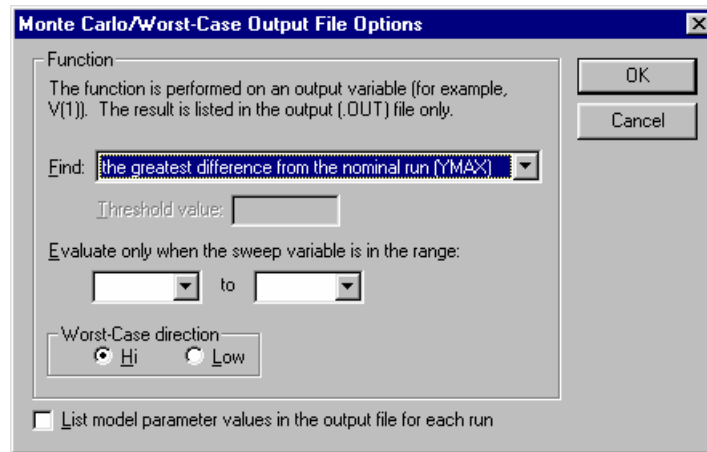 Monte Carlo/Worst-Case Output File Options
Function
The function is performed on an output variable (for example,
V(1)). The result is listed in the output (.OUT) file only.
OK
Cancel
Find: the greatest difference from the nominal run (YMAX)
Threshold value:
Evaluate only when the sweep variable is in the range:
to
Worst-Case direction
Hi Low
List model parameter values in the output file for each run